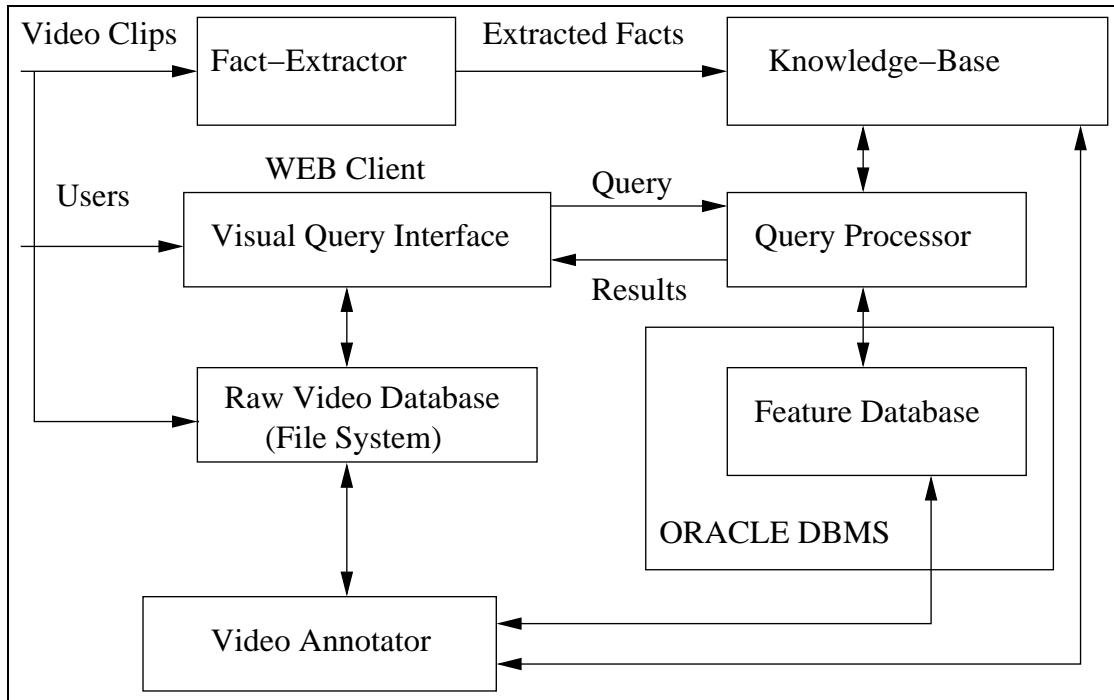 Video Clips
Fact−Extractor
Extracted Facts
Knowledge−Base
WEB Client
Users
Query
Visual Query Interface
Query Processor
Results
Raw Video Database
(File System)
Feature Database
ORACLE DBMS
Video Annotator